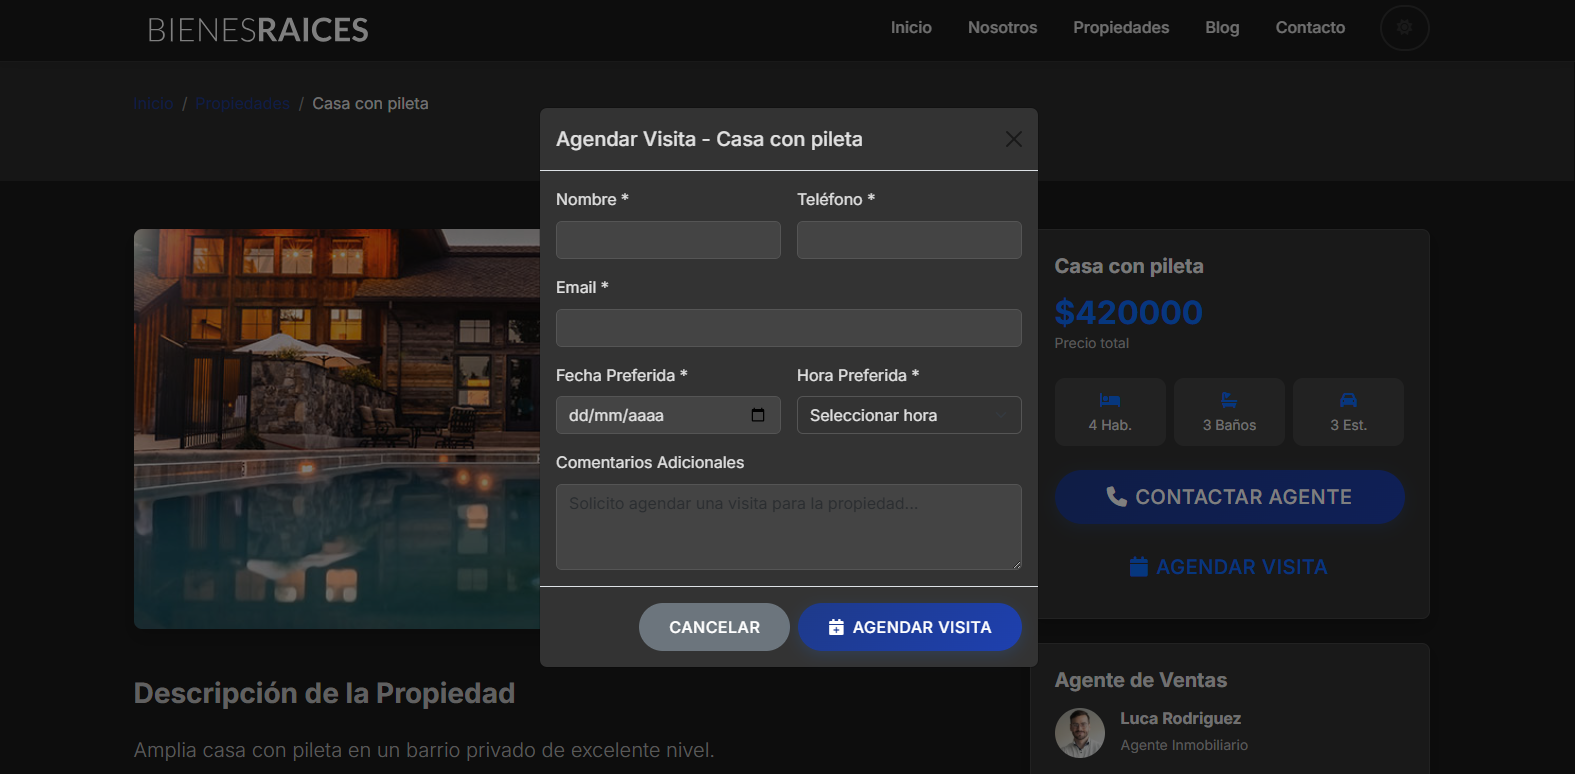 BIENESRAICES
Inicio Nosotros Propiedades Blog Contacto
Inicio / Propiedades / Casa con pileta
Agendar Visita - Casa con pileta
Nombre * Teléfono *
Email *
Fecha Preferida * Hora Preferida *
dd/mm/aaaa Seleccionar hora
Comentarios Adicionales
Solicito agendar una visita para la propiedad...
CANCELAR AGENDAR VISITA
Casa con pileta
$420000
Precio total
4 Hab. 3 Baños 3 Est.
CONTACTAR AGENTE
AGENDAR VISITA
Descripción de la Propiedad
Amplia casa con pileta en un barrio privado de excelente nivel.
Agente de Ventas
Luca Rodriguez
Agente Inmobiliario